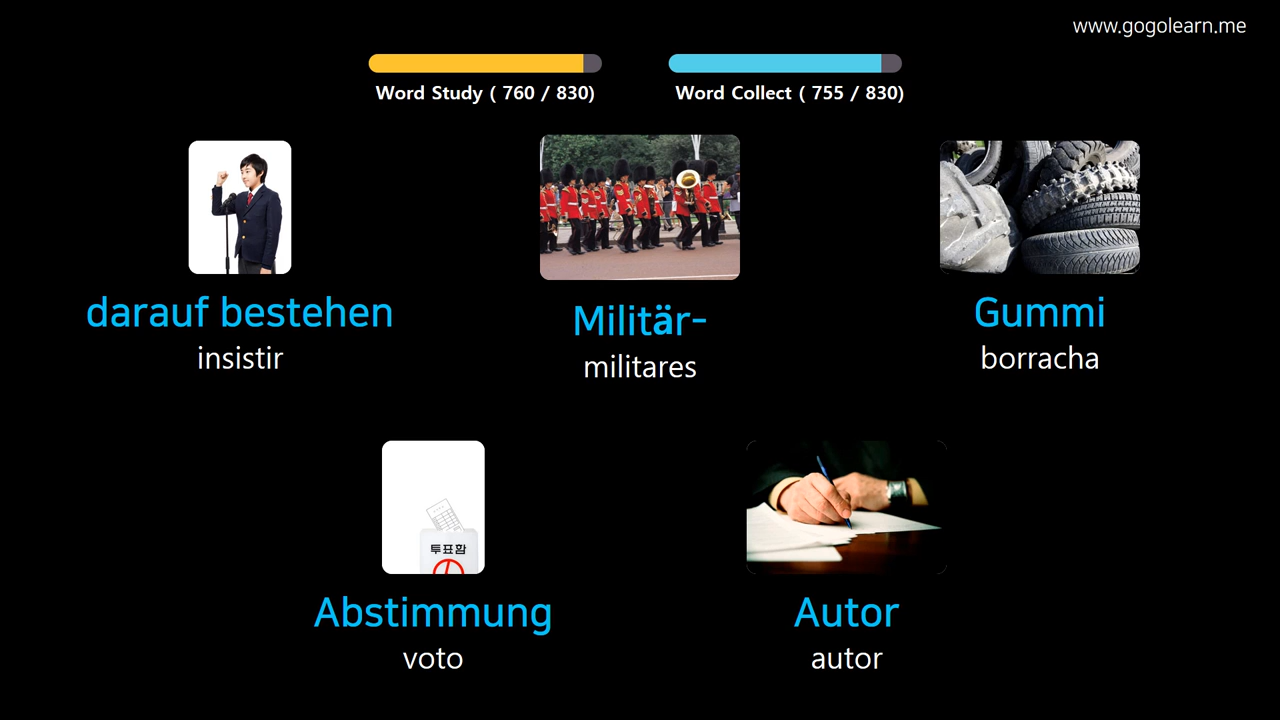 www.gogolearn.me
Word Study ( 760 / 830)
Word Collect ( 755 / 830)
darauf bestehen
insistir
Militär-
militares
Gummi
borracha
투표함
Abstimmung
voto
Autor
autor